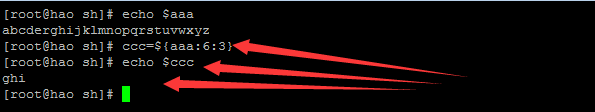 [root@hao sh]# echo $aaa
abcderghijklmnopqrstuvwxyz
[root@hao sh]# ccc=${aaa:6:3}
[root@hao sh]# echo $ccc
ghi
[root@hao sh]#